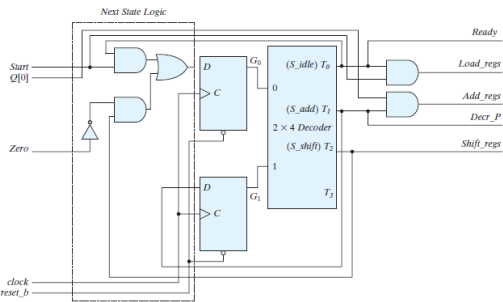 Next State Logic
Ready
Start
Q[0]
D
G0
(S_idle) T0
Load_regs
C
0
Add_regs
(S_add) T1
Decr_P
2 × 4 Decoder
Zero
(S_shift) T2
Shift_regs
1
D
G1
T3
C
clock
reset_b